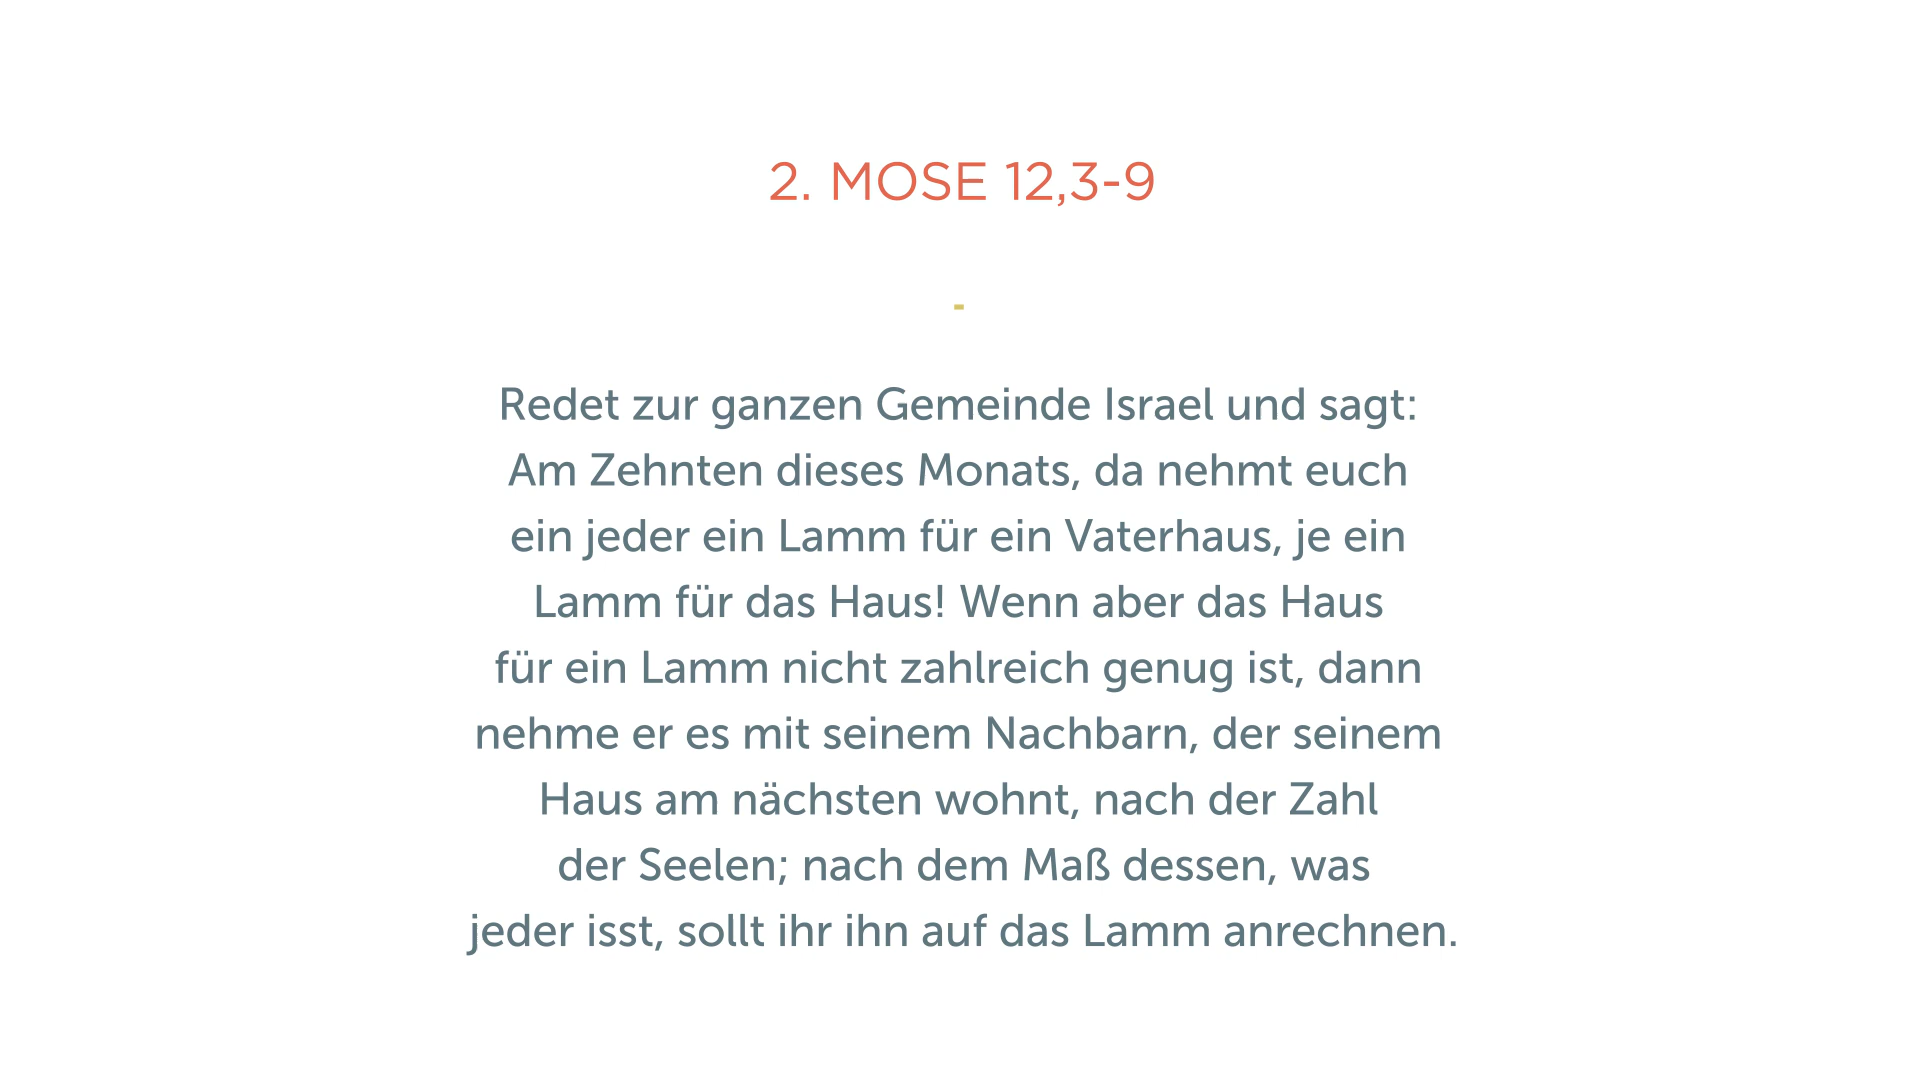 2. MOSE 12,3-9
-
Redet zur ganzen Gemeinde Israel und sagt:
Am Zehnten dieses Monats, da nehmt euch
ein jeder ein Lamm für ein Vaterhaus, je ein
Lamm für das Haus! Wenn aber das Haus
für ein Lamm nicht zahlreich genug ist, dann
nehme er es mit seinem Nachbarn, der seinem
Haus am nächsten wohnt, nach der Zahl
der Seelen; nach dem Maß dessen, was
jeder isst, sollt ihr ihn auf das Lamm anrechnen.